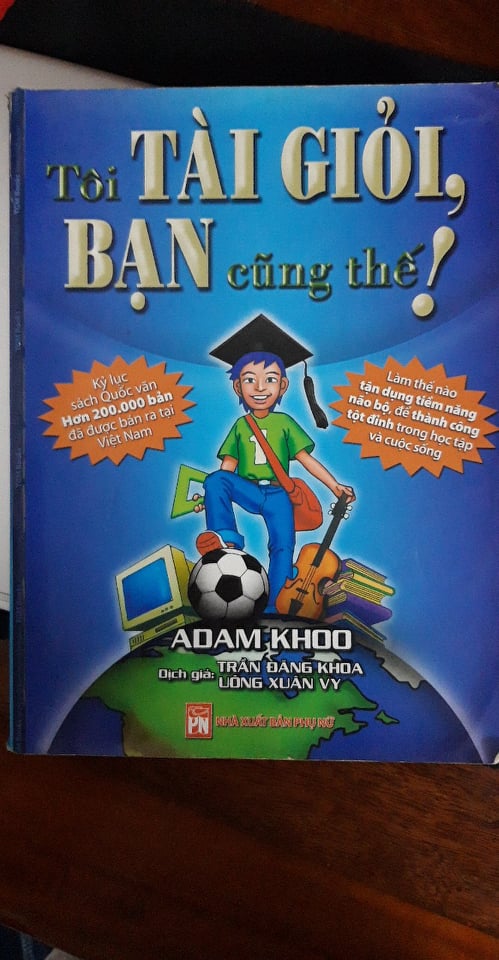 Tôi TÀI GIỎI,
BẠN cũng thế!
Kỷ lục
sách Quốc văn
Hơn 200.000 bản
đã được bán ra tại
Việt Nam
Làm thế nào
tận dụng tiềm năng
não bộ, để thành công
tột đỉnh trong học tập
và cuộc sống
1
ADAM KHOO
Dịch giả: TRẦN ĐĂNG KHOA
UÔNG XUÂN VY
PN
NHÀ XUẤT BẢN PHỤ NỮ